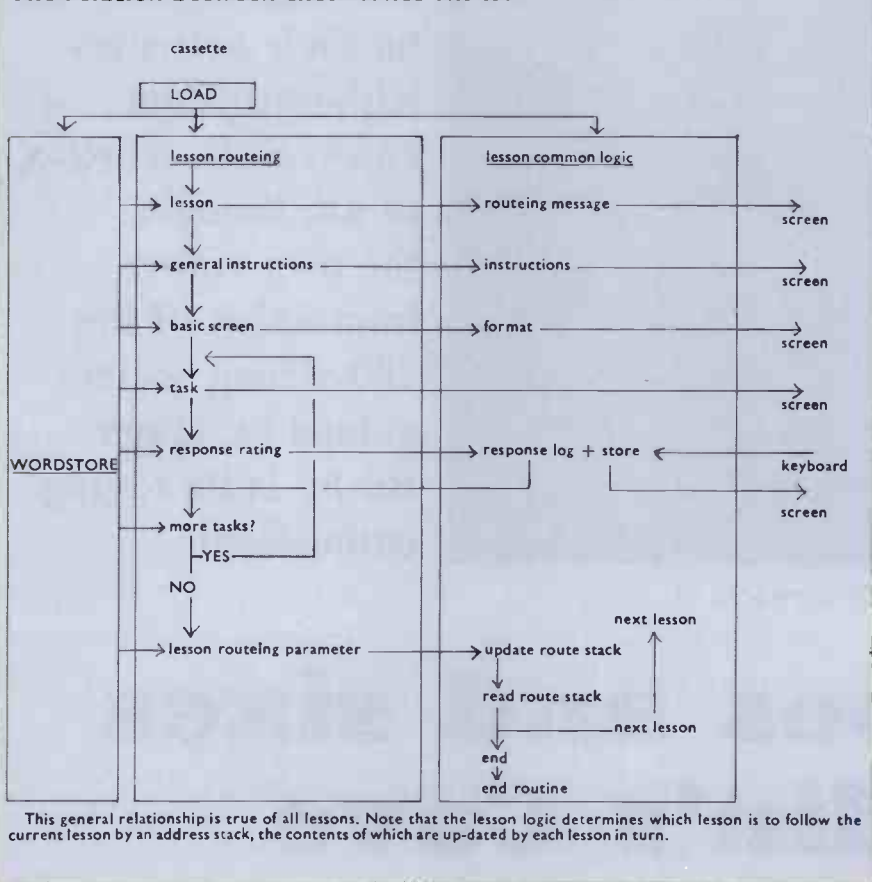 cassette
LOAD
lesson routeing
lesson common logic
lesson
routeing message
screen
general instructions
instructions
screen
basic screen
format
screen
task
screen
WORDSTORE
response rating
response log + store
keyboard
screen
more tasks?
YES
NO
next lesson
lesson routeing parameter
update route stack
read route stack
next lesson
end
end routine
This general relationship is true of all lessons. Note that the lesson logic determines which lesson is to follow the
current lesson by an address stack, the contents of which are up-dated by each lesson in turn.